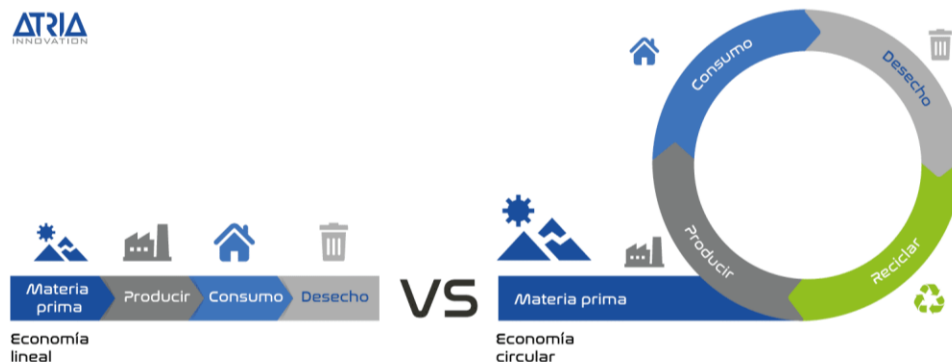 ATRIA
INNOVATION
Materia
prima
Producir
Consumo
Desecho
Economía
lineal
VS
Materia prima
Producir
Consumo
Desecho
Reciclar
Economía
circular